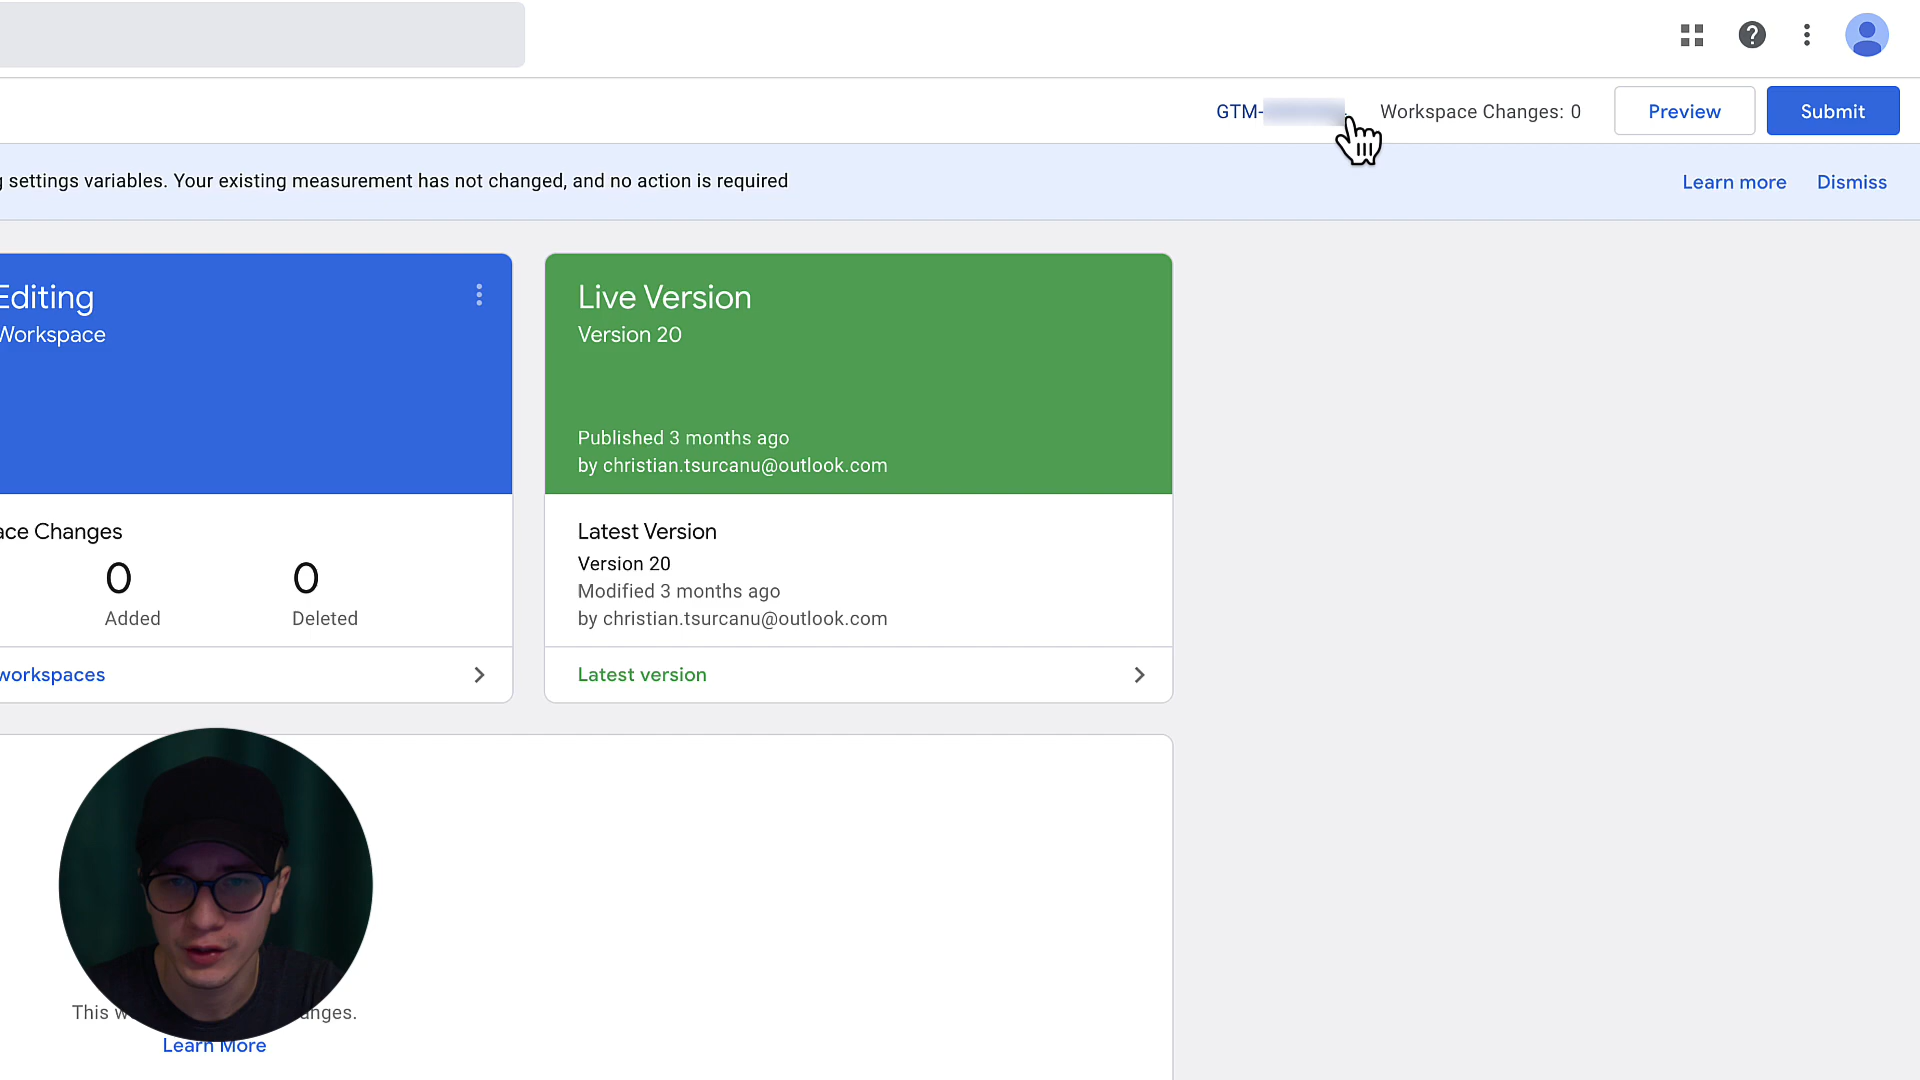 GTM-
Workspace Changes: 0
Preview
Submit
settings variables. Your existing measurement has not changed, and no action is required
Learn more
Dismiss
Editing
Workspace
Live Version
Version 20
Published 3 months ago
by christian.tsurcanu@outlook.com
ace Changes
0
Added
0
Deleted
Latest Version
Version 20
Modified 3 months ago
by christian.tsurcanu@outlook.com
workspaces
Latest version
This w
anges.
Learn More